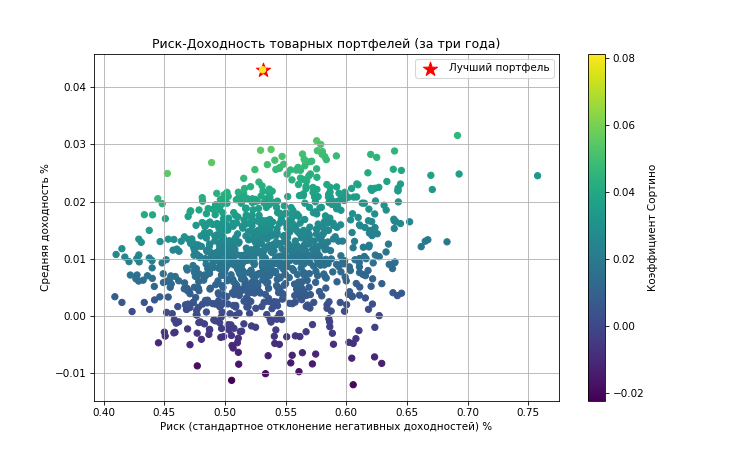 Риск-Доходность товарных портфелей (за три года)
Лучший портфель
Средняя доходность %
0.04
0.03
0.02
0.01
0.00
−0.01
0.40 0.45 0.50 0.55 0.60 0.65 0.70 0.75
Риск (стандартное отклонение негативных доходностей) %
0.08
0.06
0.04
0.02
0.00
−0.02
Коэффициент Сортино